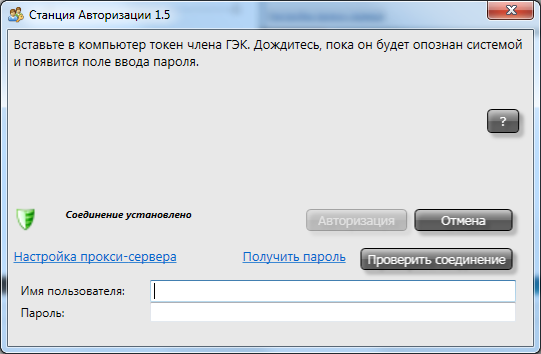 Станция Авторизации 1.5
Вставьте в компьютер токен члена ГЭК. Дождитесь, пока он будет опознан системой
и появится поле ввода пароля.
?
Соединение установлено
Авторизация
Отмена
Настройка прокси-сервера
Получить пароль
Проверить соединение
Имя пользователя:
Пароль: